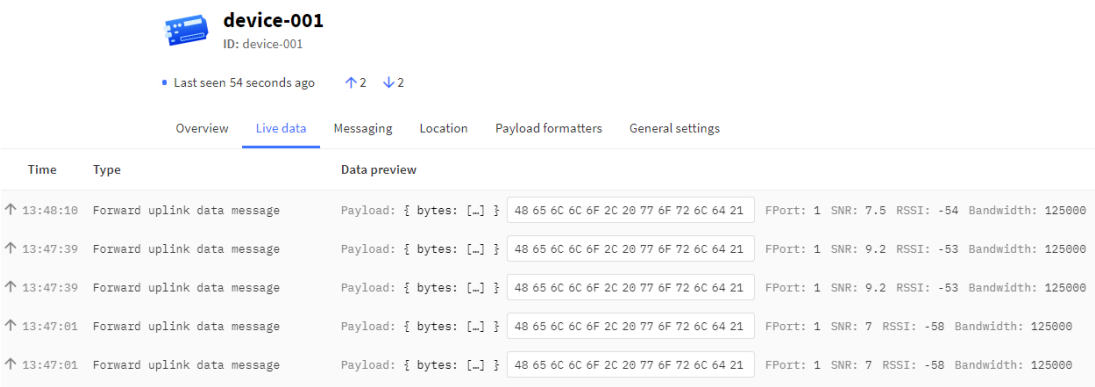 device-001
ID: device-001
Last seen 54 seconds ago ↑ 2 ↓ 2
Overview Live data Messaging Location Payload formatters General settings
Time Type Data preview
↑ 13:48:10 Forward uplink data message Payload: { bytes: […] } 48 65 6C 6C 6F 2C 20 77 6F 72 6C 64 21 FPort: 1 SNR: 7.5 RSSI: -54 Bandwidth: 125000
↑ 13:47:39 Forward uplink data message Payload: { bytes: […] } 48 65 6C 6C 6F 2C 20 77 6F 72 6C 64 21 FPort: 1 SNR: 9.2 RSSI: -53 Bandwidth: 125000
↑ 13:47:39 Forward uplink data message Payload: { bytes: […] } 48 65 6C 6C 6F 2C 20 77 6F 72 6C 64 21 FPort: 1 SNR: 9.2 RSSI: -53 Bandwidth: 125000
↑ 13:47:01 Forward uplink data message Payload: { bytes: […] } 48 65 6C 6C 6F 2C 20 77 6F 72 6C 64 21 FPort: 1 SNR: 7 RSSI: -58 Bandwidth: 125000
↑ 13:47:01 Forward uplink data message Payload: { bytes: […] } 48 65 6C 6C 6F 2C 20 77 6F 72 6C 64 21 FPort: 1 SNR: 7 RSSI: -58 Bandwidth: 125000